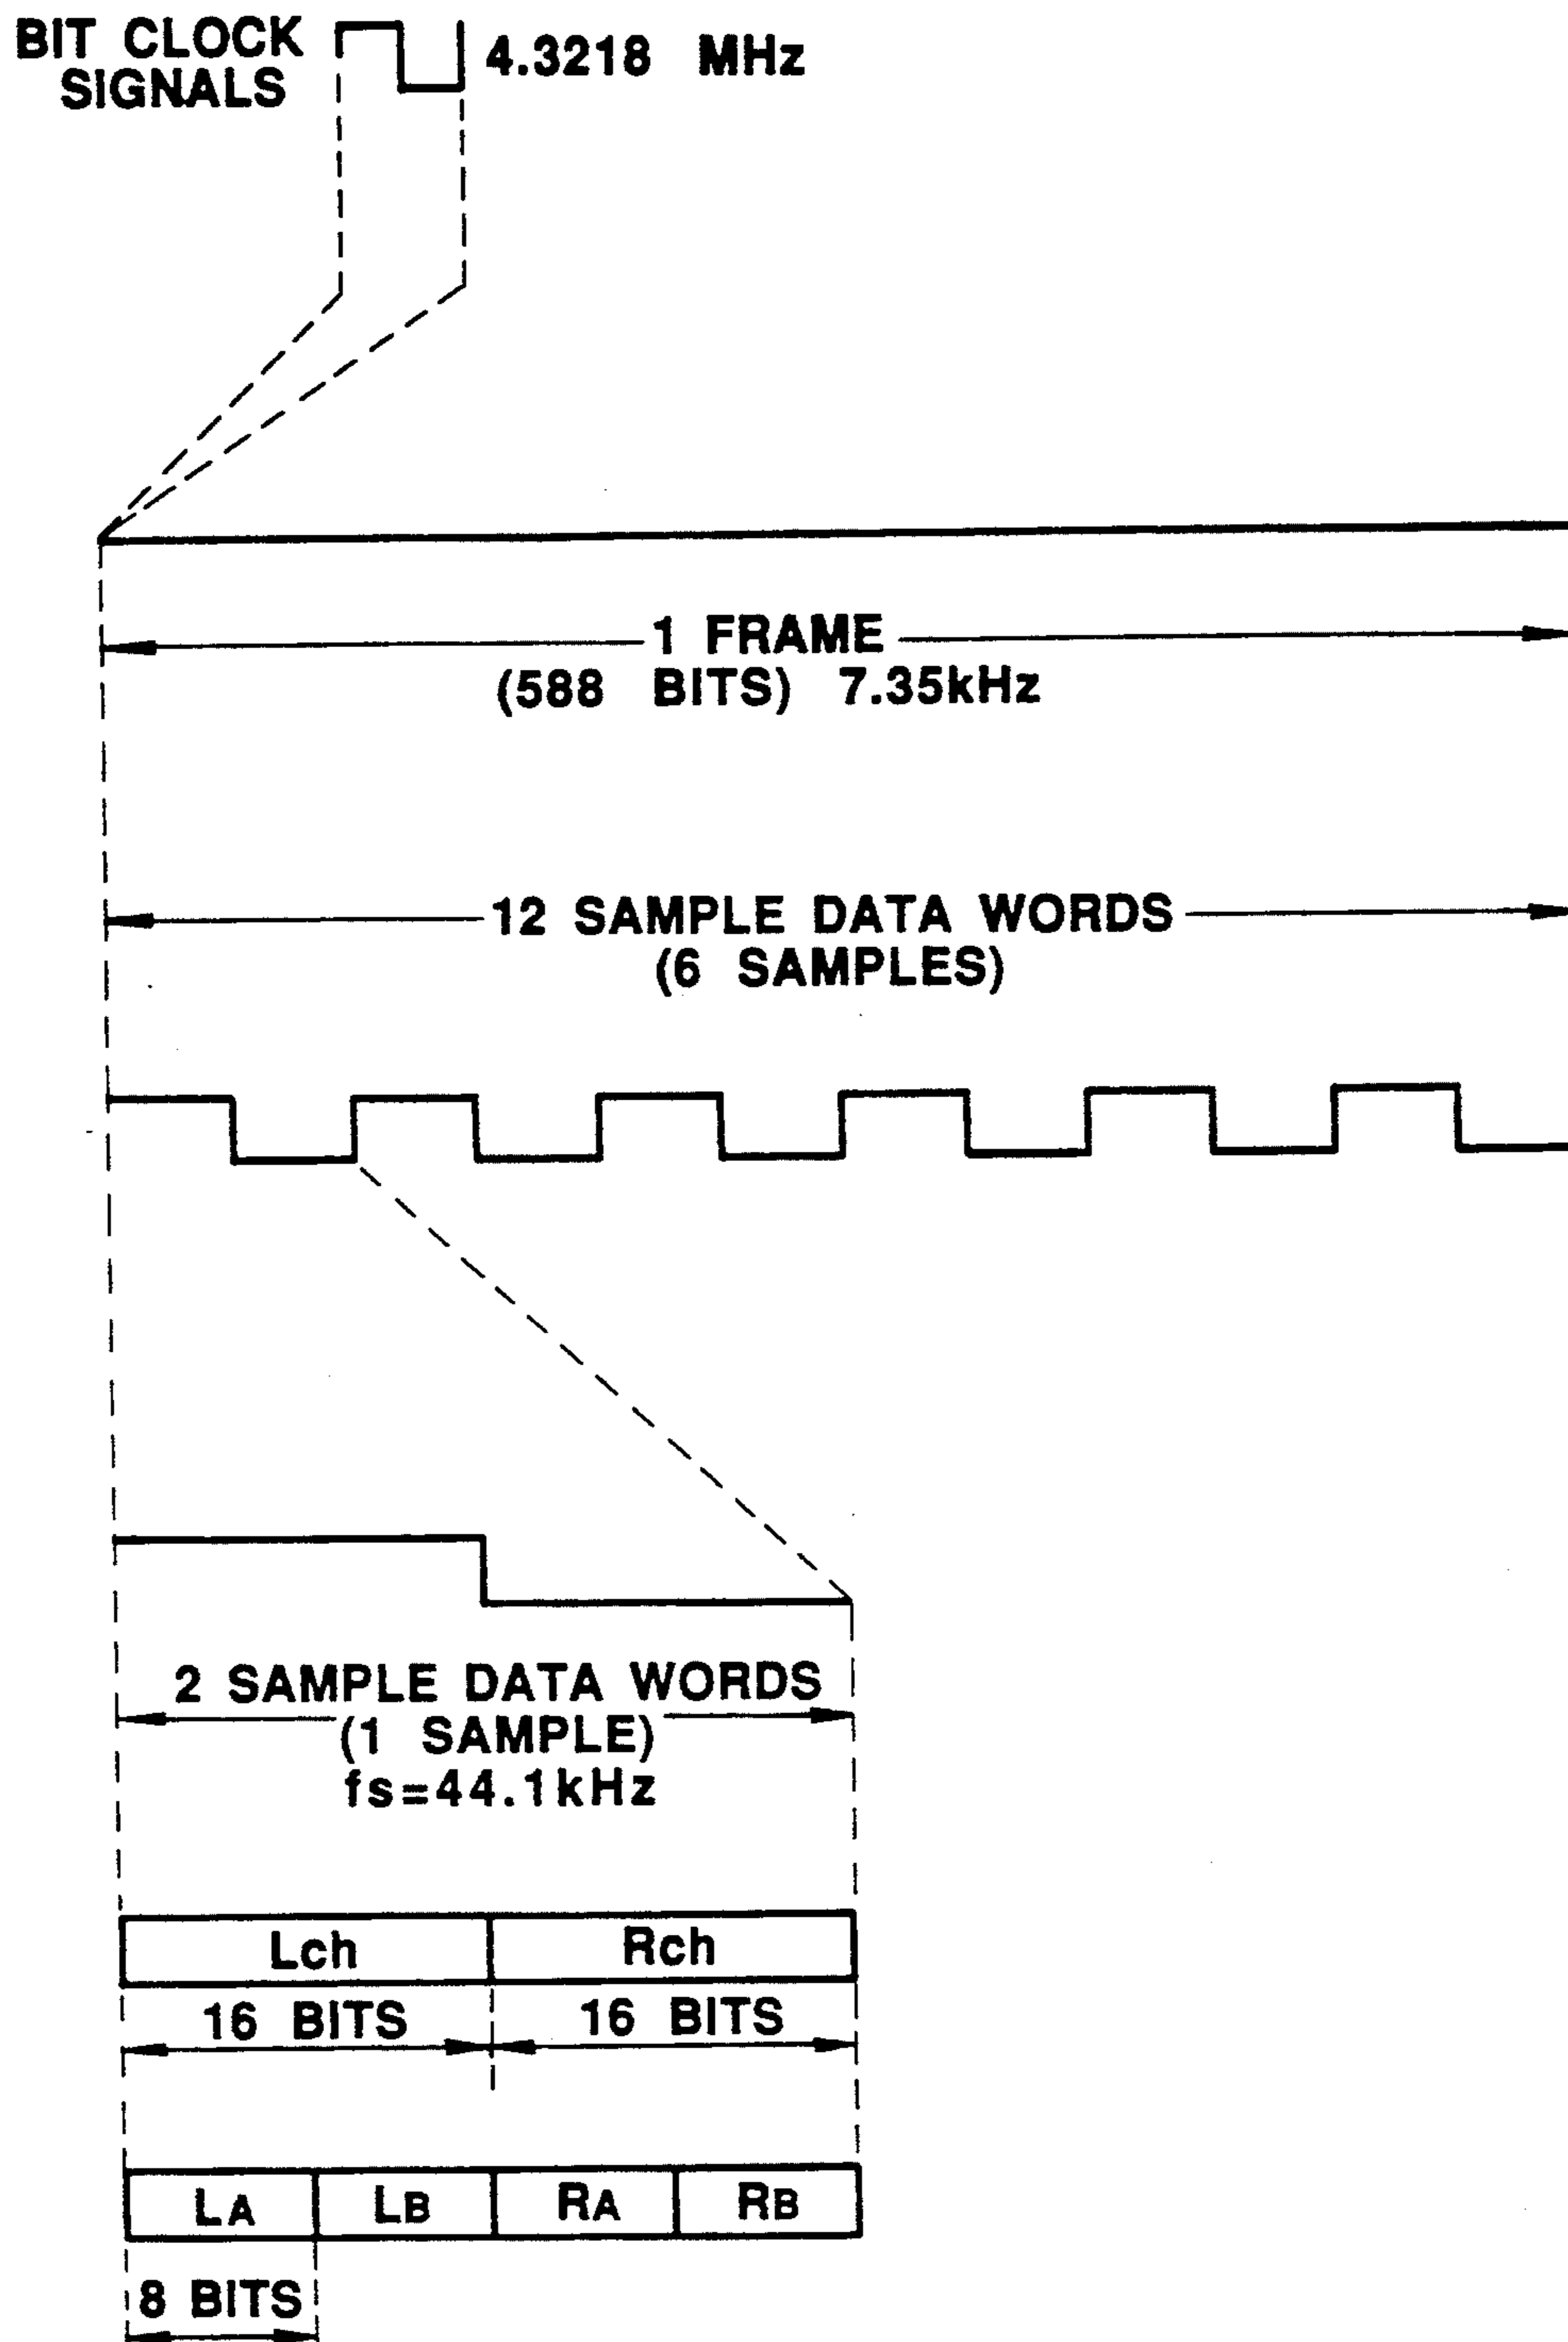 BIT CLOCK
SIGNALS
4.3218 MHz
1 FRAME
(588 BITS) 7.35kHz
12 SAMPLE DATA WORDS
(6 SAMPLES)
2 SAMPLE DATA WORDS
(1 SAMPLE)
fs=44.1kHz
Lch Rch
16 BITS 16 BITS
LA LB RA RB
8 BITS